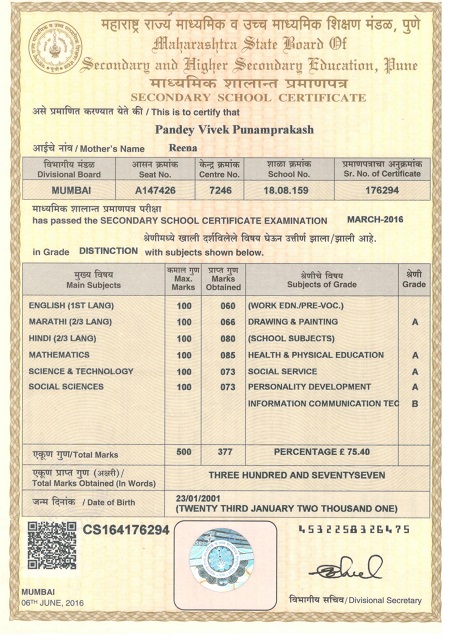 महाराष्ट्र राज्य माध्यमिक व उच्च माध्यमिक शिक्षण मंडळ, पुणे
Maharashtra State Board Of
Secondary and Higher Secondary Education, Pune
माध्यमिक शालान्त प्रमाणपत्र
SECONDARY SCHOOL CERTIFICATE
असे प्रमाणित करण्यात येते की / This is to certify that
Pandey Vivek Punamprakash
आईचे नांव / Mother's Name Reena
विभागीय मंडळ आसन क्रमांक केन्द्र क्रमांक शाळा क्रमांक प्रमाणपत्राचा अनुक्रमांक
Divisional Board Seat No. Centre No. School No. Sr. No. of Certificate
MUMBAI A147426 7246 18.08.159 176294
माध्यमिक शालान्त प्रमाणपत्र परीक्षा
has passed the SECONDARY SCHOOL CERTIFICATE EXAMINATION MARCH-2016
श्रेणीमध्ये खाली दर्शविलेले विषय घेऊन उत्तीर्ण झाला/झाली आहे.
in Grade DISTINCTION with subjects shown below.
मुख्य विषय कमाल गुण प्राप्त गुण श्रेणीचे विषय श्रेणी
Main Subjects Max. Marks Marks Obtained Subjects of Grade Grade
ENGLISH (1ST LANG) 100 060 (WORK EDN./PRE-VOC.)
MARATHI (2/3 LANG) 100 066 DRAWING & PAINTING A
HINDI (2/3 LANG) 100 080 (SCHOOL SUBJECTS)
MATHEMATICS 100 085 HEALTH & PHYSICAL EDUCATION A
SCIENCE & TECHNOLOGY 100 073 SOCIAL SERVICE A
SOCIAL SCIENCES 100 073 PERSONALITY DEVELOPMENT A
INFORMATION COMMUNICATION TEC B
एकूण गुण/Total Marks 500 377 PERCENTAGE £ 75.40
एकूण प्राप्त गुण (अक्षरी)/
Total Marks Obtained (In Words) THREE HUNDRED AND SEVENTYSEVEN
जन्म दिनांक / Date of Birth 23/01/2001
(TWENTY THIRD JANUARY TWO THOUSAND ONE)
CS164176294 4532258326475
MUMBAI
06TH JUNE, 2016 विभागीय सचिव/Divisional Secretary